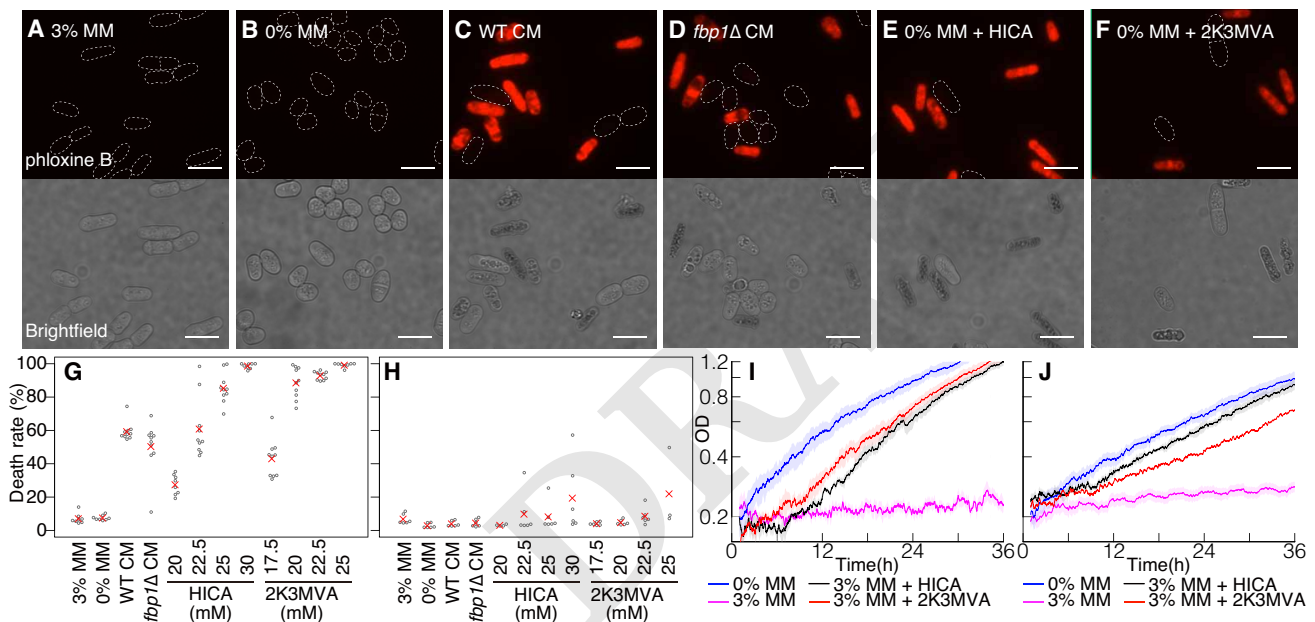 A 3% MM
B 0% MM
C WT CM
D fbp1Δ CM
E 0% MM + HICA
F 0% MM + 2K3MVA
phloxine B
Brightfield
G
H
I
J
Death rate (%)
100
80
60
40
20
0
3% MM
0% MM
WT CM
fbp1Δ CM
20
22.5
25
30
HICA
(mM)
17.5
20
22.5
25
2K3MVA
(mM)
3% MM
0% MM
WT CM
fbp1Δ CM
20
22.5
25
30
HICA
(mM)
17.5
20
22.5
25
2K3MVA
(mM)
OD
1.2
0.4
0.2
0 12 24 36
Time(h)
0% MM
3% MM + HICA
3% MM
3% MM + 2K3MVA
1.2
0.4
0.2
12 24 36
Time(h)
0% MM
3% MM + HICA
3% MM
3% MM + 2K3MVA
DRA